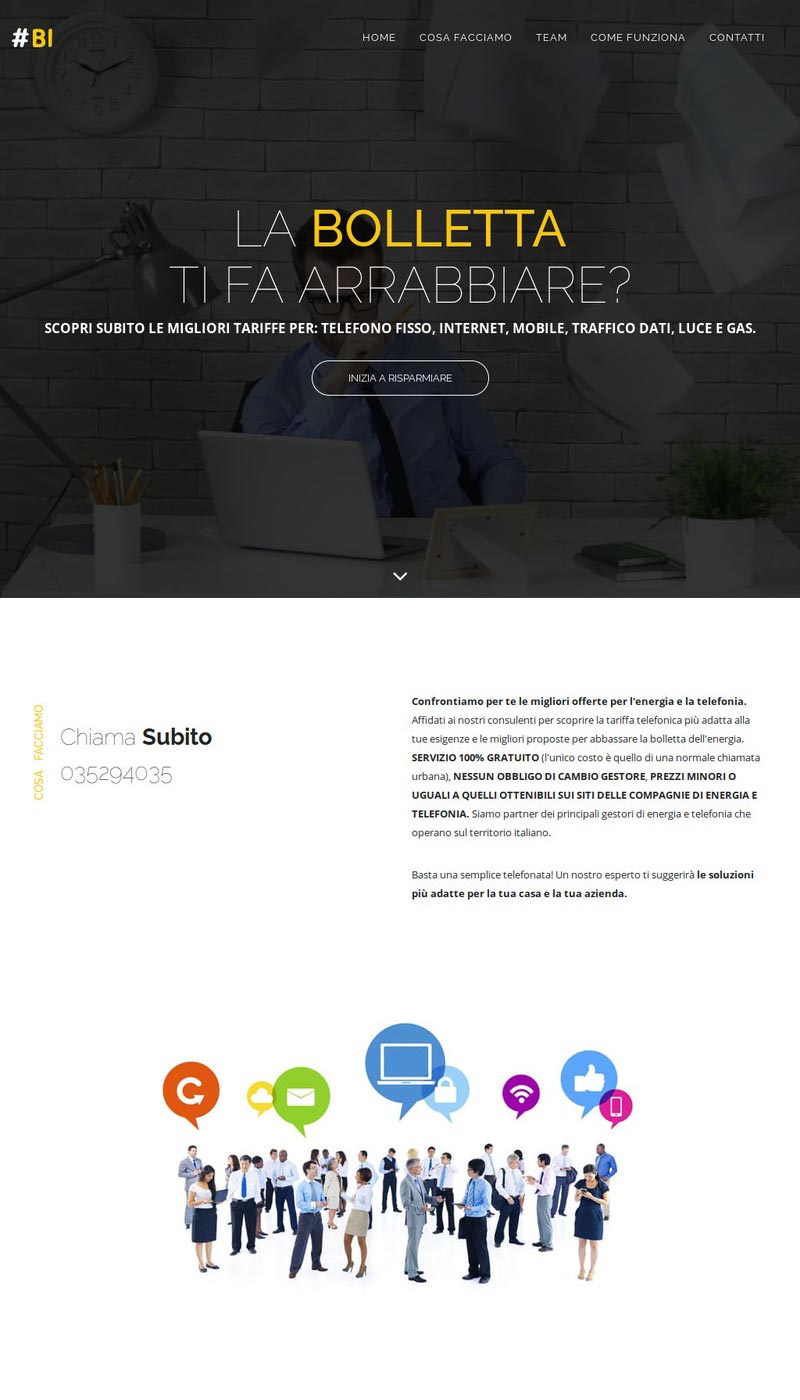 #BI
HOME COSA FACCIAMO TEAM COME FUNZIONA CONTATTI
LA BOLLETTA
TI FA ARRABBIARE?
SCOPRI SUBITO LE MIGLIORI TARIFFE PER: TELEFONO FISSO, INTERNET, MOBILE, TRAFFICO DATI, LUCE E GAS.
INIZIA A RISPARMIARE
COSA FACCIAMO
Chiama Subito
035294035
Confrontiamo per te le migliori offerte per l'energia e la telefonia.
Affidati ai nostri consulenti per scoprire la tariffa telefonica più adatta alla
tue esigenze e le migliori proposte per abbassare la bolletta dell'energia.
SERVIZIO 100% GRATUITO (l'unico costo è quello di una normale chiamata
urbana), NESSUN OBBLIGO DI CAMBIO GESTORE, PREZZI MINORI O
UGUALI A QUELLI OTTENIBILI SUI SITI DELLE COMPAGNIE DI ENERGIA E
TELEFONIA. Siamo partner dei principali gestori di energia e telefonia che
operano sul territorio italiano.
Basta una semplice telefonata! Un nostro esperto ti suggerirà le soluzioni
più adatte per la tua casa e la tua azienda.